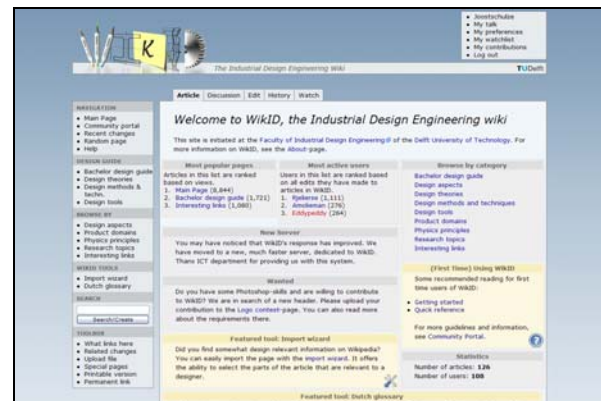 Joostschulze
My talk
My preferences
My watchlist
My contributions
Log out
K
The Industrial Design Engineering Wiki
TUDelft
Article Discussion Edit History Watch
NAVIGATION
Main Page
Community portal
Recent changes
Random page
Help
DESIGN GUIDE
Bachelor design guide
Design theories
Design methods &
techn.
Design tools
BROWSE BY
Design aspects
Product domains
Physics principles
Research topics
Interesting links
WIKID TOOLS
Import wizard
Dutch glossary
SEARCH
Search/Create
TOOLBOX
What links here
Related changes
Upload file
Special pages
Printable version
Permanent link
Welcome to WikID, the Industrial Design Engineering wiki
This site is initiated at the Faculty of Industrial Design Engineering of the Delft University of Technology. For
more information on WikID, see the About-page.
Most popular pages
Articles in this list are ranked
based on views.
1. Main Page (8,844)
2. Bachelor design guide (1,721)
3. Interesting links (1,080)
Most active users
Users in this list are ranked based
on all edits they have made to
articles in WikID.
1. Rjelierse (1,111)
2. Amolkeman (276)
3. Eddypeddy (264)
New Server
You may have noticed that WikID's response has improved. We
have moved to a new, much faster server, dedicated to WikID.
Thanx ICT department for providing us with this system.
Wanted
Do you have some Photoshop-skills and are willing to contribute
to WikID? We are in search of a new header. Please upload your
contribution to the Logo contest-page. You can also read more
about the requirements there.
Featured tool: Import wizard
Did you find somewhat design relevant information on Wikipedia?
You can easily import the page with the import wizard. It offers
the ability to select the parts of the article that are relevant to a
designer.
Featured tool: Dutch glossary
Browse by category
Bachelor design guide
Design aspects
Design theories
Design methods and techniques
Design tools
Product domains
Physics principles
Research topics
Interesting links
(First time) Using WikID
Some recommended reading for first
time users of WikID:
Getting started
Quick reference
For more guidelines and information,
see Community Portal.
Statistics
Number of articles: 126
Number of users: 108